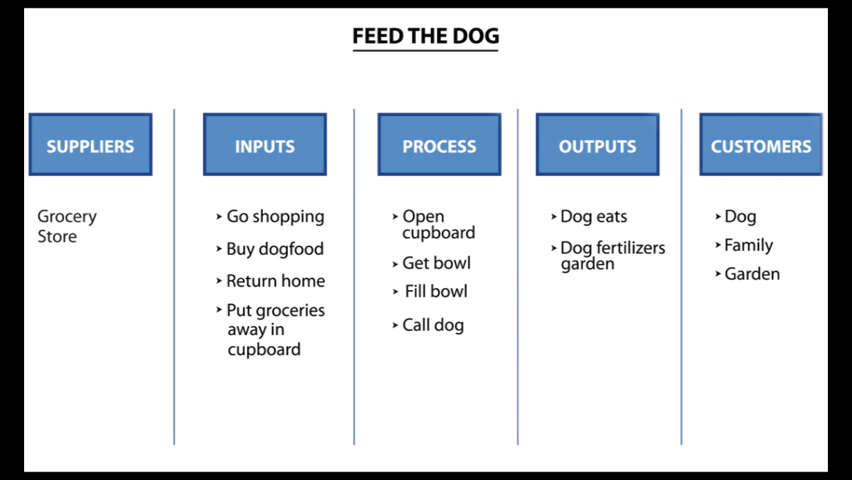 FEED THE DOG
SUPPLIERS
INPUTS
PROCESS
OUTPUTS
CUSTOMERS
Grocery
Store
➤ Go shopping
➤ Buy dogfood
➤ Return home
➤ Put groceries
away in
cupboard
➤ Open
cupboard
➤ Get bowl
➤ Fill bowl
➤ Call dog
➤ Dog eats
➤ Dog fertilizers
garden
➤ Dog
➤ Family
➤ Garden